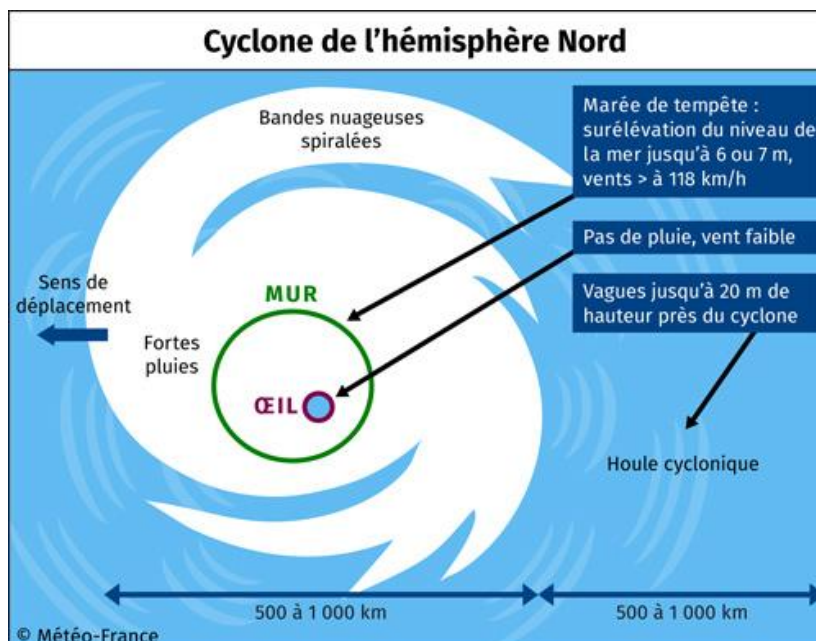 Cyclone de l'hémisphère Nord
Bandes nuageuses
spiralées
Marée de tempête :
surélévation du niveau de
la mer jusqu'à 6 ou 7 m,
vents > à 118 km/h
Pas de pluie, vent faible
Vagues jusqu'à 20 m de
hauteur près du cyclone
Sens de
déplacement
MUR
Fortes
pluies
ŒIL
Houle cyclonique
500 à 1 000 km
500 à 1 000 km
© Météo-France